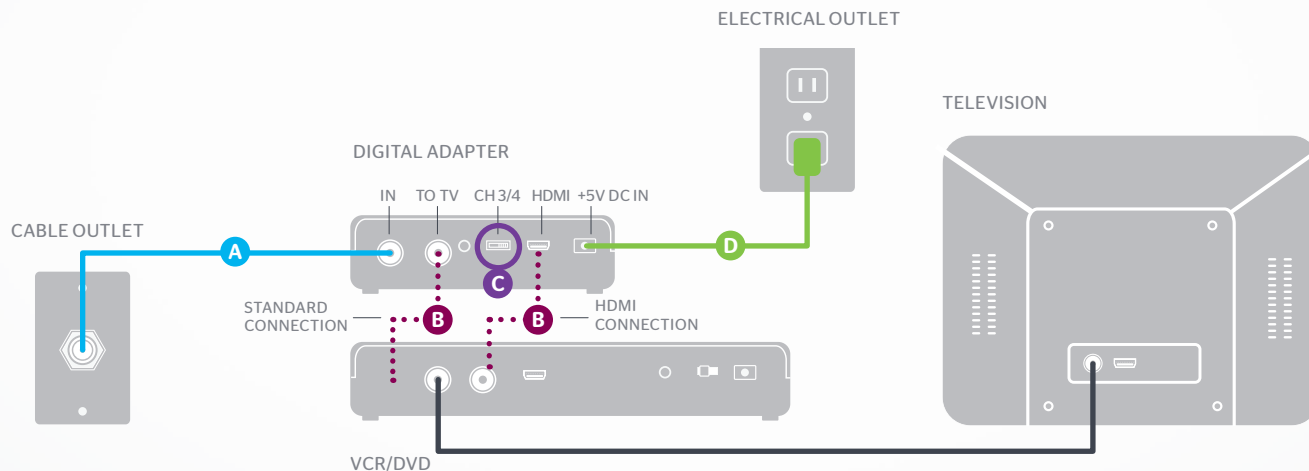 ELECTRICAL OUTLET
TELEVISION
DIGITAL ADAPTER
IN TO TV CH 3/4 HDMI +5V DC IN
CABLE OUTLET
A
D
C
STANDARD
CONNECTION
B
B
HDMI
CONNECTION
VCR/DVD